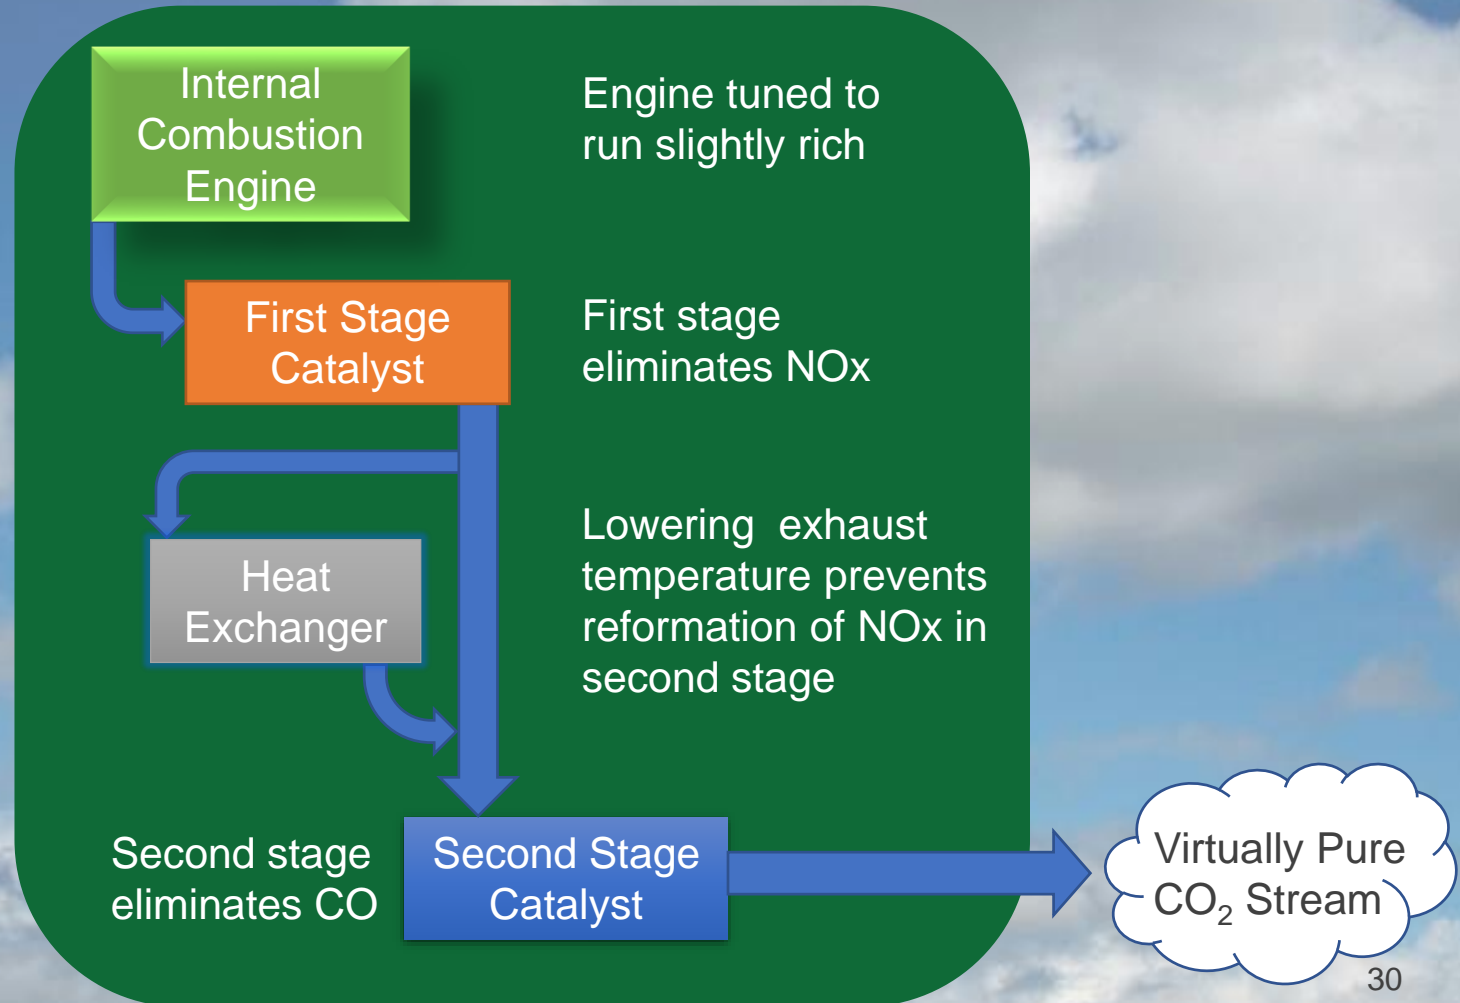 Internal
Combustion
Engine
Engine tuned to
run slightly rich
First Stage
Catalyst
First stage
eliminates NOx
Heat
Exchanger
Lowering  exhaust
temperature prevents
reformation of NOx in
second stage
Second stage
eliminates CO
Second Stage
Catalyst
Virtually Pure
CO₂ Stream
30